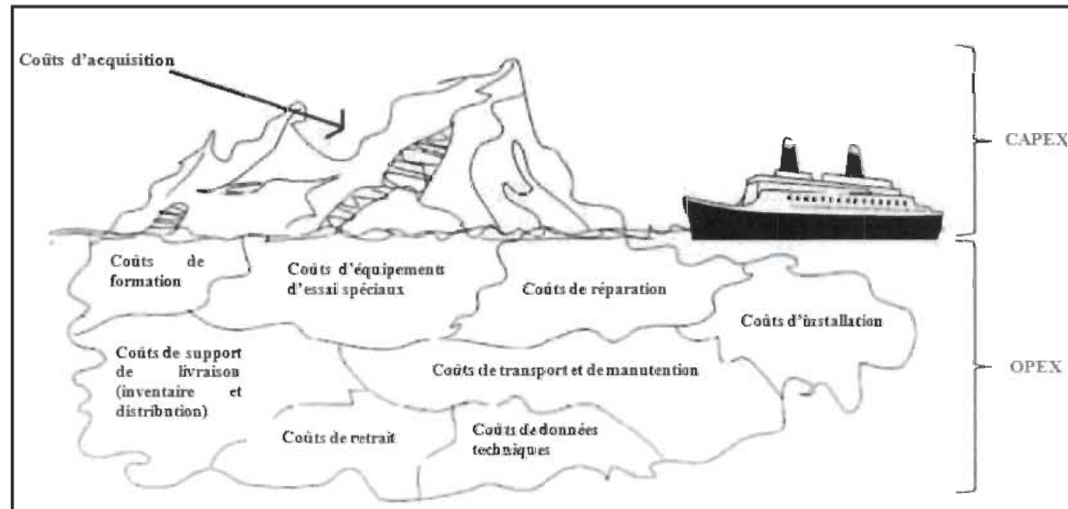 Coûts d'acquisition
CAPEX
Coûts de
formation
Coûts d'équipements
d'essai spéciaux
Coûts de réparation
Coûts d'installation
Coûts de support
de livraison
(inventaire et
distribution)
Coûts de transport et de manutention
OPEX
Coûts de retrait
Coûts de données
techniques